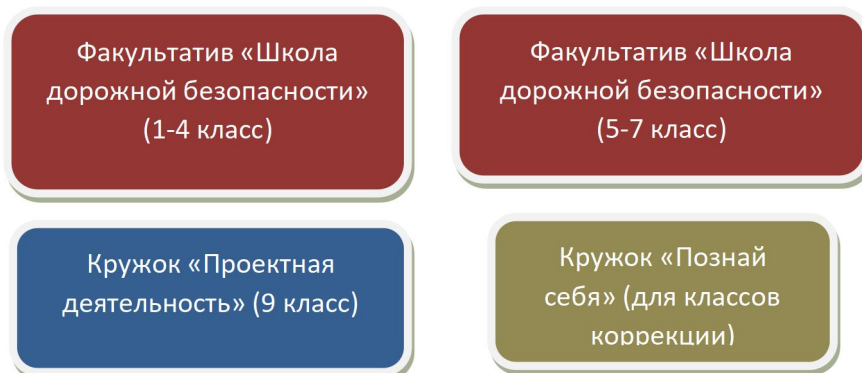 Факультатив «Школа
дорожной безопасности»
(1-4 класс)
Факультатив «Школа
дорожной безопасности»
(5-7 класс)
Кружок «Проектная
деятельность» (9 класс)
Кружок «Познай
себя» (для классов
коррекции)